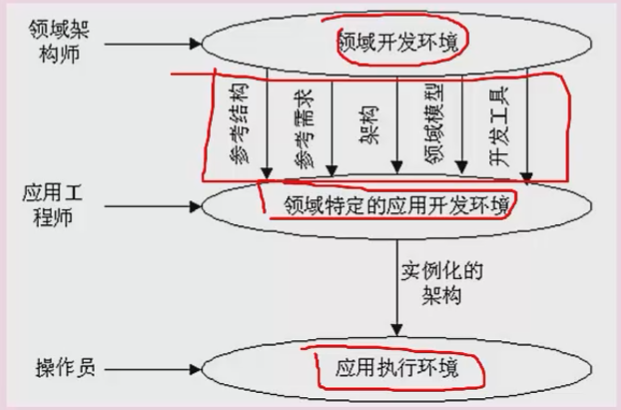 领域架
构师
领域开发环境
参考结构
参考需求
架构
领域模型
开发工具
应用工
程师
领域特定的应用开发环境
实例化的
架构
操作员
应用执行环境